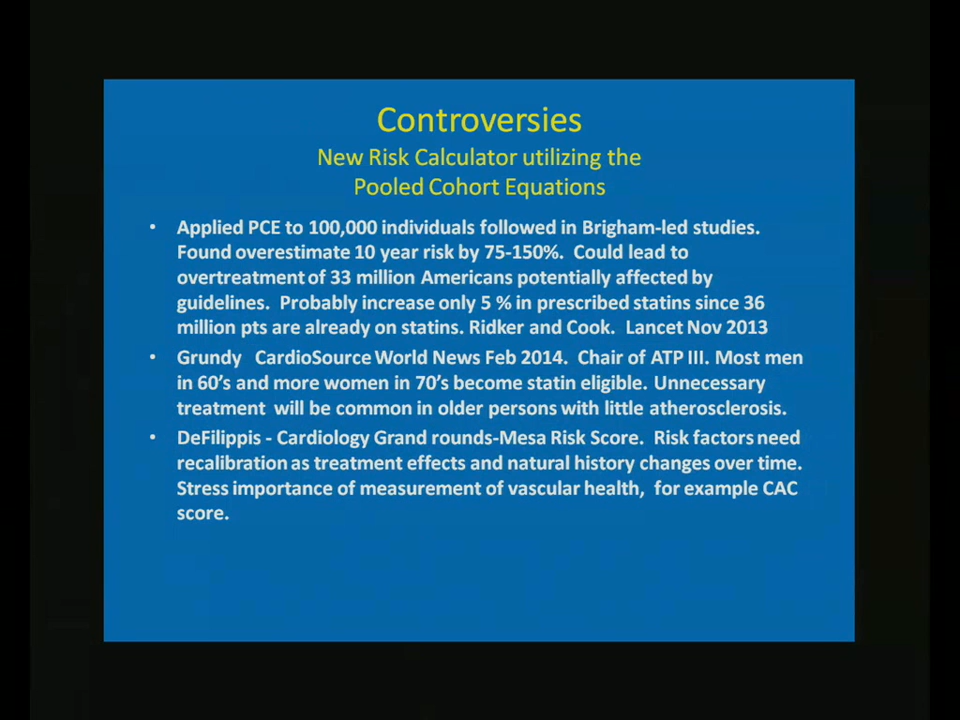 Controversies
New Risk Calculator utilizing the
Pooled Cohort Equations
• Applied PCE to 100,000 individuals followed in Brigham-led studies.
Found overestimate 10 year risk by 75-150%. Could lead to
overtreatment of 33 million Americans potentially affected by
guidelines. Probably increase only 5 % in prescribed statins since 36
million pts are already on statins. Ridker and Cook. Lancet Nov 2013
• Grundy CardioSource World News Feb 2014. Chair of ATP III. Most men
in 60's and more women in 70's become statin eligible. Unnecessary
treatment will be common in older persons with little atherosclerosis.
• DeFilippis - Cardiology Grand rounds-Mesa Risk Score. Risk factors need
recalibration as treatment effects and natural history changes over time.
Stress importance of measurement of vascular health, for example CAC
score.